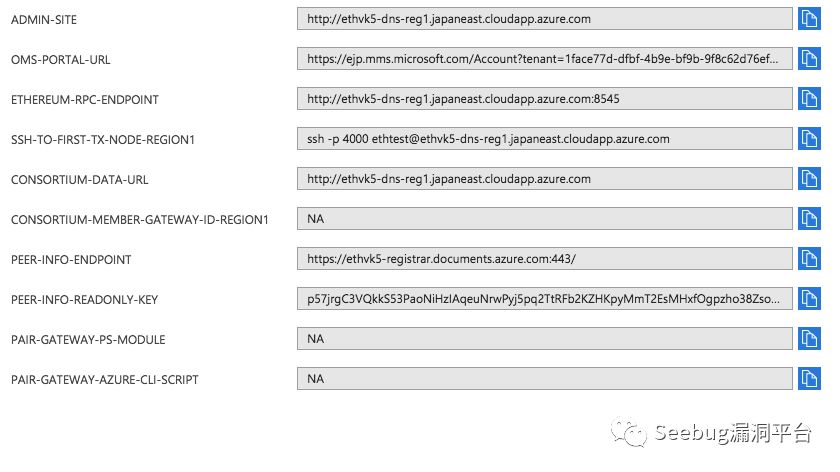 ADMIN-SITE http://ethvk5-dns-reg1.japaneast.cloudapp.azure.com
OMS-PORTAL-URL https://ejp.mms.microsoft.com/Account?tenant=1face77d-dfbf-4b9e-bf9b-9f8c62d76ef...
ETHEREUM-RPC-ENDPOINT http://ethvk5-dns-reg1.japaneast.cloudapp.azure.com:8545
SSH-TO-FIRST-TX-NODE-REGION1 ssh -p 4000 ethtest@ethvk5-dns-reg1.japaneast.cloudapp.azure.com
CONSORTIUM-DATA-URL http://ethvk5-dns-reg1.japaneast.cloudapp.azure.com
CONSORTIUM-MEMBER-GATEWAY-ID-REGION1 NA
PEER-INFO-ENDPOINT https://ethvk5-registrar.documents.azure.com:443/
PEER-INFO-READONLY-KEY p57jrgC3VQkkS53PaoNiHzIAqeuNrwPyj5pq2TtRFb2KZHKpyMmT2EsMHxfOgpzho38Zso...
PAIR-GATEWAY-PS-MODULE NA
PAIR-GATEWAY-AZURE-CLI-SCRIPT NA
Seebug漏洞平台